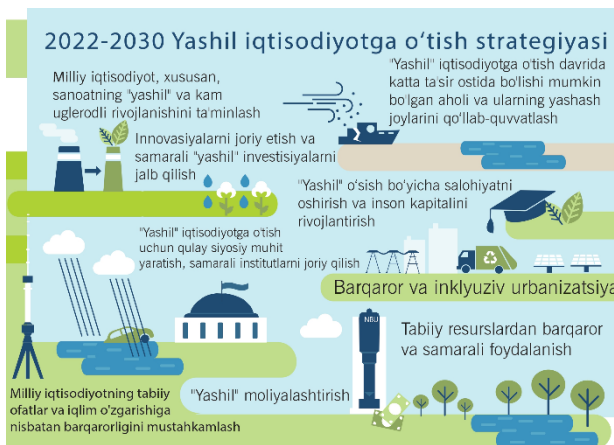 2022-2030 Yashil iqtisodiyotga o‘tish strategiyasi
Milliy iqtisodiyot, xususan,
sanoatning "yashil" va kam
uglerodli rivojlanishini ta'minlash
"Yashil" iqtisodiyotga o'tish davrida
katta ta'sir ostida bo'lishi mumkin
bo'lgan aholi va ularning yashash
joylarini qo'llab-quvvatlash
Innovasiyalarni joriy etish va
samarali "yashil" investisiyalarni
jalb qilish
"Yashil" o'sish bo'yicha salohiyatni
oshirish va inson kapitalini
rivojlantirish
"Yashil" iqtisodiyotga o'tish
uchun qulay siyosiy muhit
yaratish, samarali institutlarni joriy qilish
Barqaror va inklyuziv urbanizatsiya
NBU
Tabiiy resurslardan barqaror
va samarali foydalanish
Milliy iqtisodiyotning tabiiy
ofatlar va iqlim o'zgarishiga
nisbatan barqarorligini mustahkamlash
"Yashil" moliyalashtirish